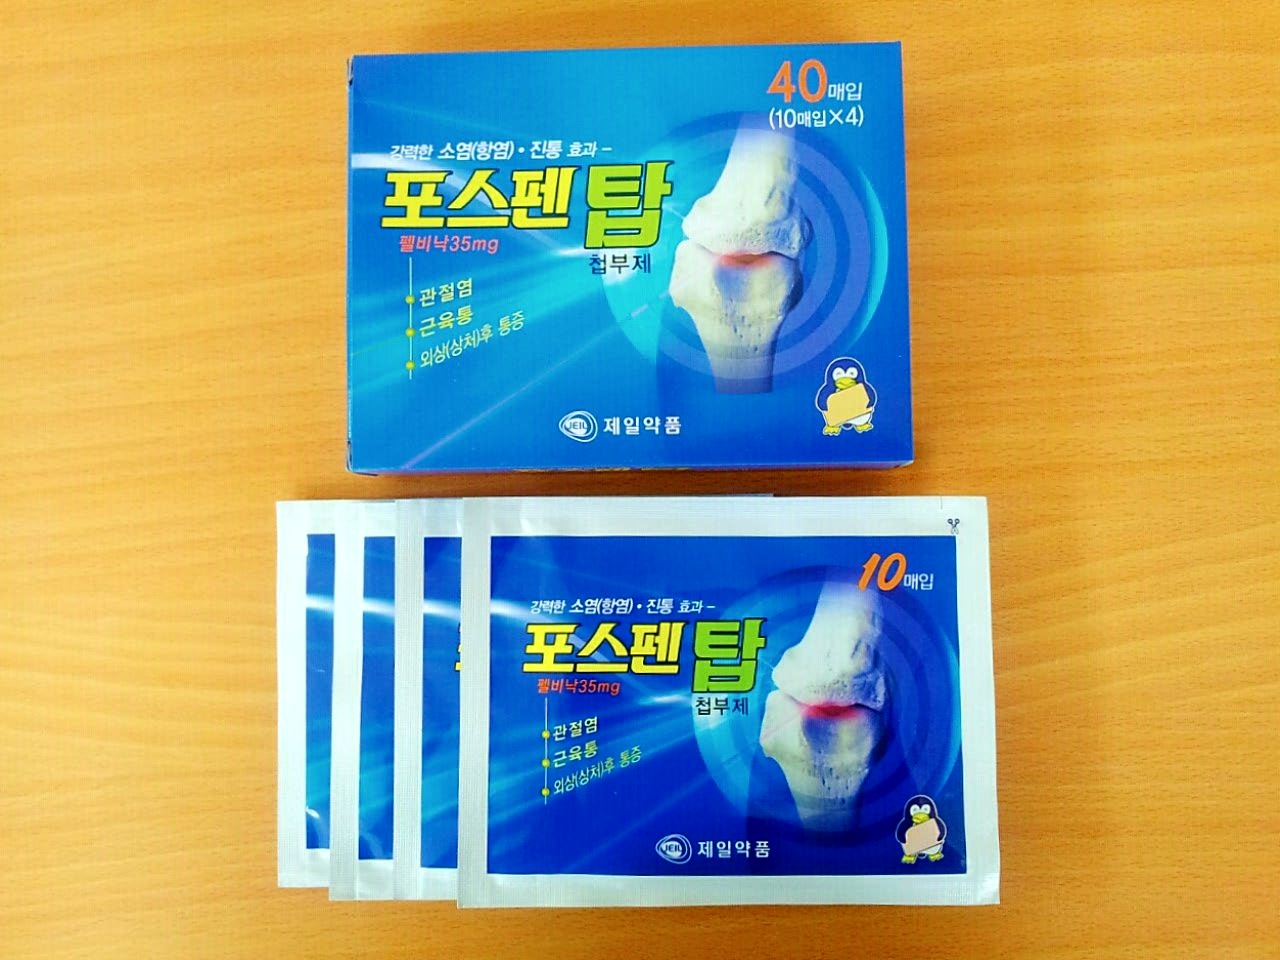 40매입
(10매입×4)
강력한 소염(항염)•진통 효과–
포스펜 탑
펠비낙35mg
첩부제
관절염
근육통
외상(상처)후 통증
JEIL 제일약품
10매입
강력한 소염(항염)•진통 효과–
포스펜 탑
펠비낙35mg
첩부제
관절염
근육통
외상(상처)후 통증
JEIL 제일약품